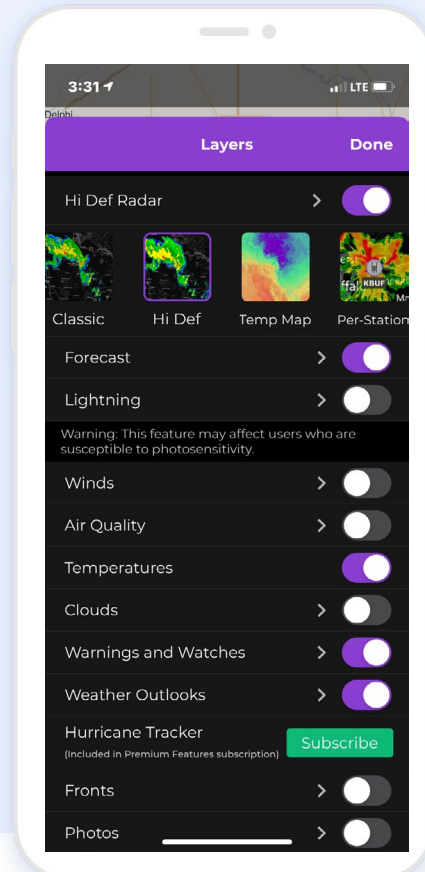 3:31
LTE
Delphi
Layers
Done
Hi Def Radar
KBUF
Classic
Hi Def
Temp Map
Per-Station
Forecast
Lightning
Warning: This feature may affect users who are
susceptible to photosensitivity.
Winds
Air Quality
Temperatures
Clouds
Warnings and Watches
Weather Outlooks
Hurricane Tracker
(Included in Premium Features subscription)
Subscribe
Fronts
Photos